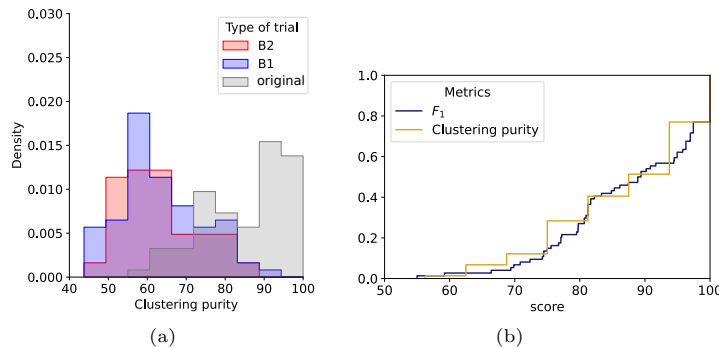 Type of trial
B2
B1
original
0.030
0.025
0.020
0.015
0.010
0.005
0.000
Density
40 50 60 70 80 90 100
Clustering purity
(a)
Metrics
F1
Clustering purity
1.0
0.8
0.6
0.4
0.2
0.0
50 60 70 80 90 100
score
(b)